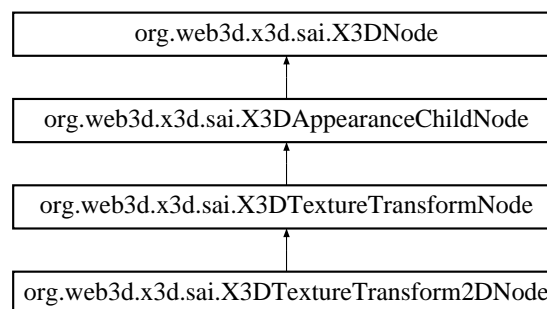 org.web3d.x3d.sai.X3DNode
org.web3d.x3d.sai.X3DAppearanceChildNode
org.web3d.x3d.sai.X3DTextureTransformNode
org.web3d.x3d.sai.X3DTextureTransform2DNode